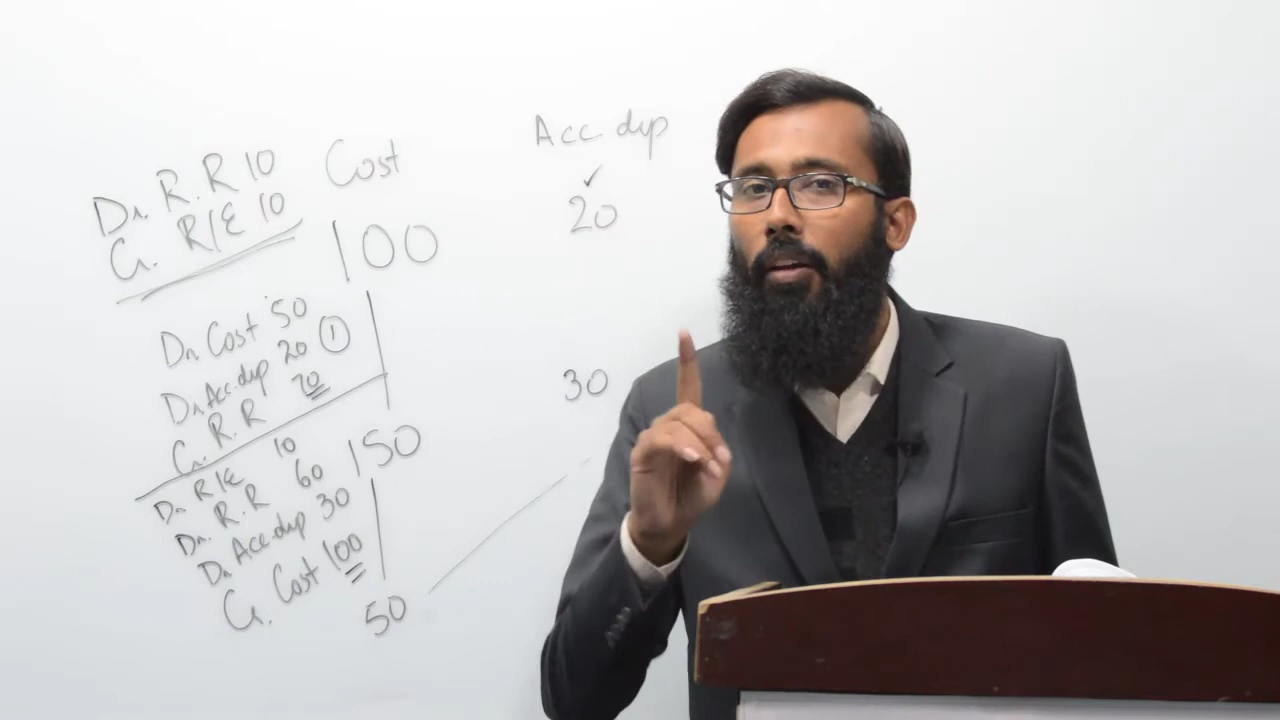 Dr. R.R 10
Cr. R/E 10
Cost
100
Acc dep
20
Dr. Cost 50
Dr. Acc dep 20 ①
Cr. R.R 70
30
150
Dr. R/E 10
Dr. R.R 60
Dr. Acc dep 30
Cr. Cost 100
50